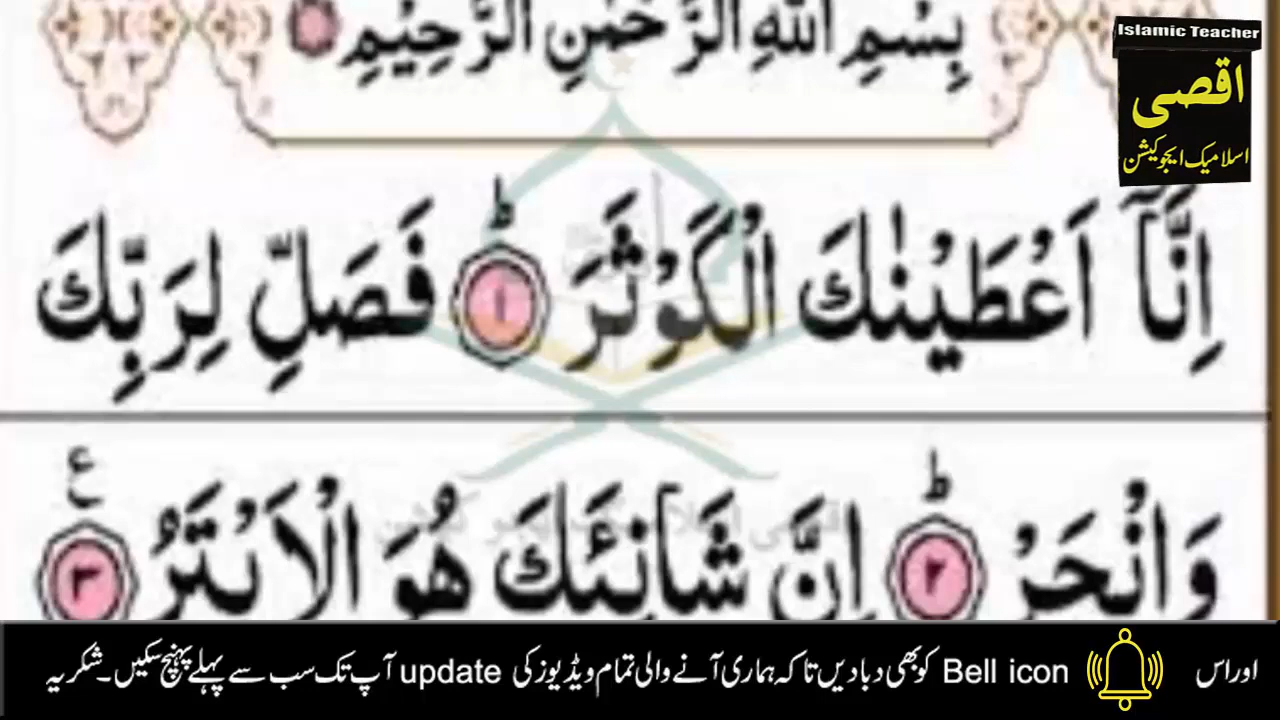 بِسْمِ اللّٰهِ الرَّحْمٰنِ الرَّحِيْمِ
Islamic Teacher
اقصی
اسلامیک ایجوکیشن
اِنَّاۤ اَعْطَيْنٰكَ الْكَوْثَرَ ؕ ۱ فَصَلِّ لِرَبِّكَ
وَانْحَرْ ؕ ۲ اِنَّ شَانِئَكَ هُوَ الْاَبْتَرُ ۳ ع
اور اس Bell icon کو بھی دبا دیں تا کہ ہماری آنے والی تمام ویڈیوز کی update آپ تک سب سے پہلے پہنچ سکیں۔ شکریہ